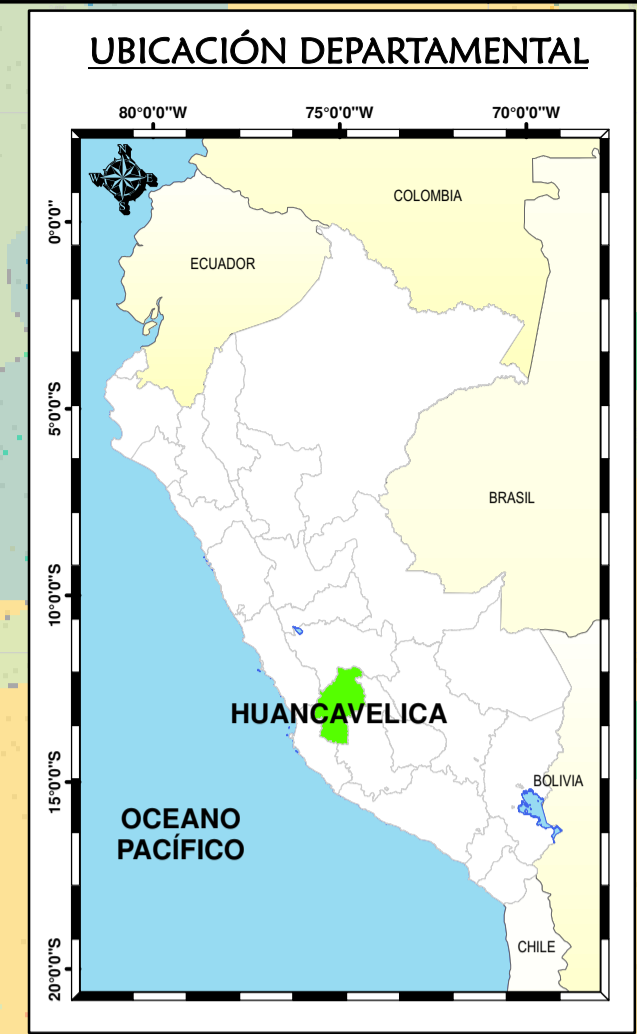 UBICACIÓN DEPARTAMENTAL
80°0'0"W 75°0'0"W 70°0'0"W
N
W E
S
COLOMBIA
0°0'0"
ECUADOR
5°0'0"S
BRASIL
10°0'0"S
HUANCAVELICA
15°0'0"S
BOLIVIA
OCEANO
PACÍFICO
CHILE
20°0'0"S